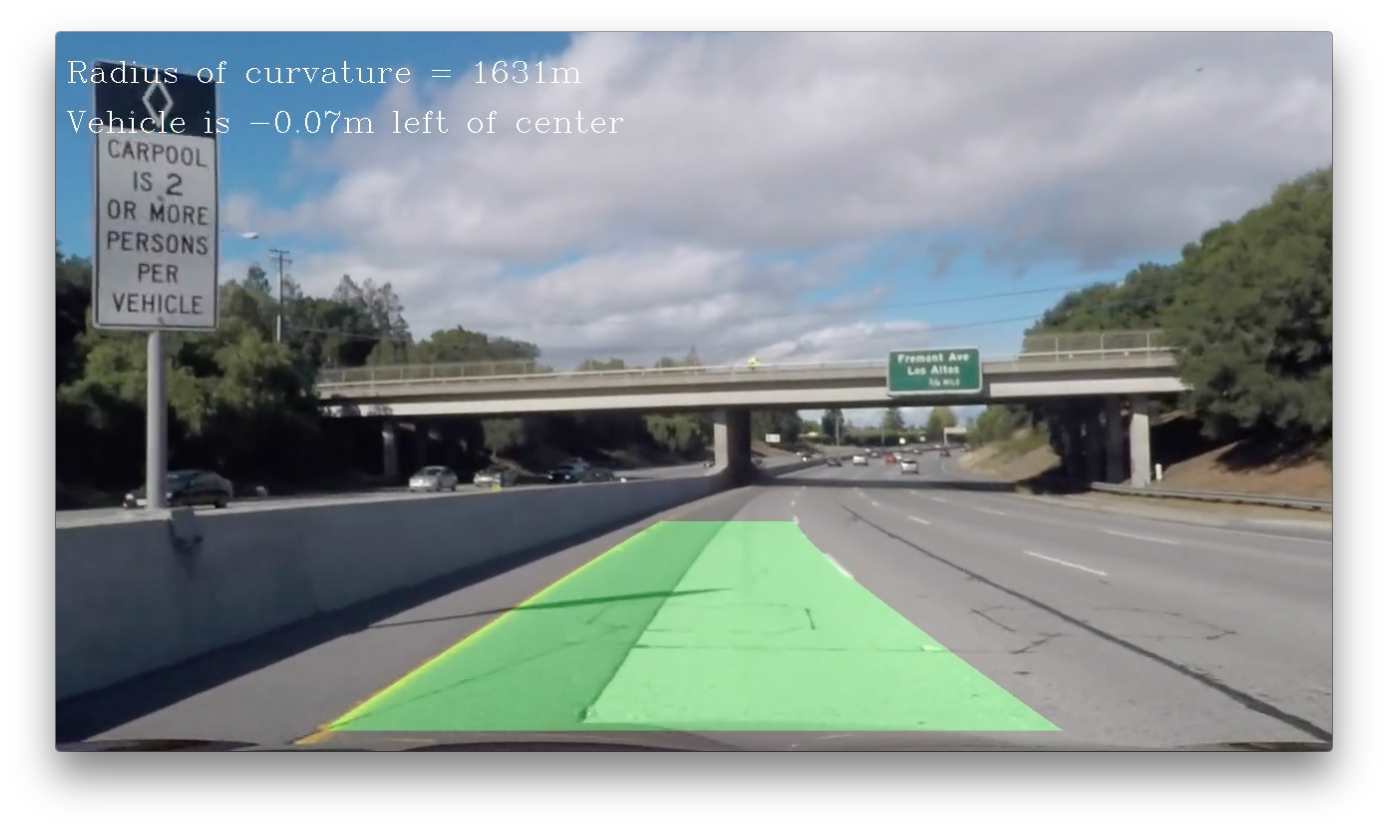 Radius of curvature = 1631m
Vehicle is −0.07m left of center
CARPOOL
IS 2
OR MORE
PERSONS
PER
VEHICLE
Fremont Ave
Los Altos
MILE